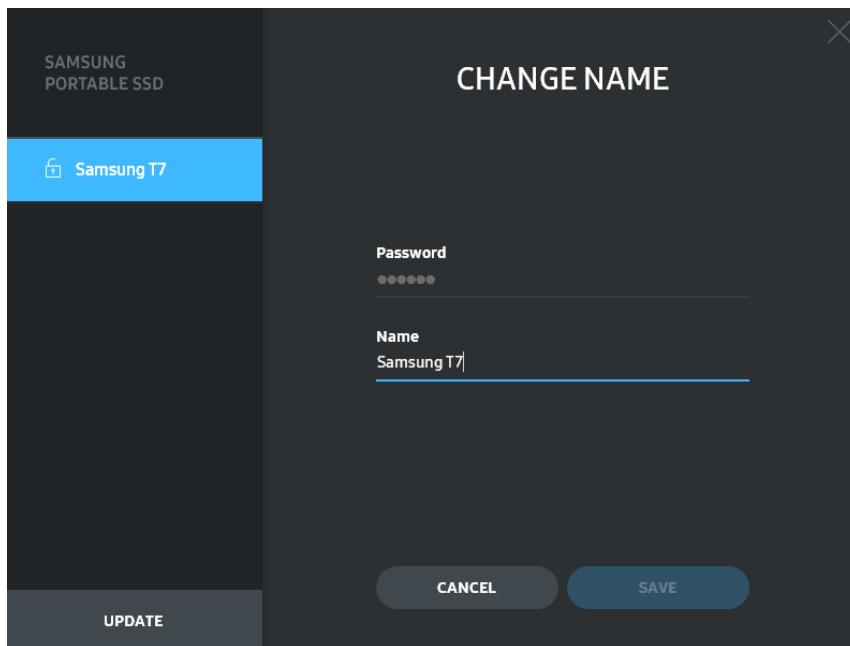 SAMSUNG
PORTABLE SSD
Samsung T7
UPDATE
CHANGE NAME
Password
●●●●●●
Name
Samsung T7
CANCEL
SAVE